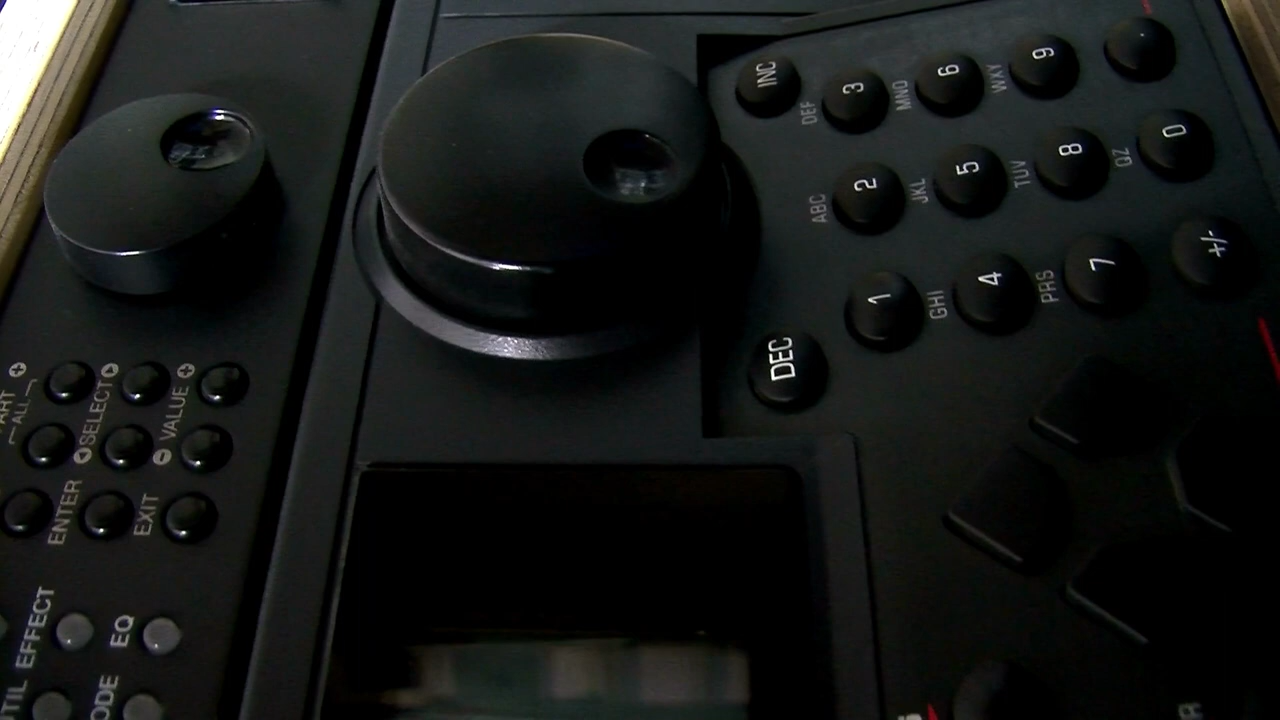 INC
3
6
9
.
DEF
MNO
WXY
2
5
8
0
ABC
JKL
TUV
QZ
1
4
7
+/-
GHI
PRS
DEC
ALL
SELECT
VALUE
ENTER
EXIT
EFFECT
EQ